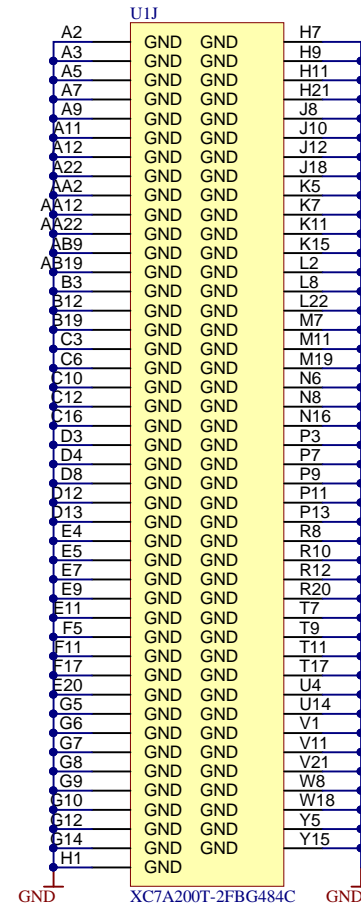 U1J
A2 GND GND H7
A3 GND GND H9
A5 GND GND H11
A7 GND GND H21
A9 GND GND J8
A11 GND GND J10
A12 GND GND J12
A22 GND GND J18
AA2 GND GND K5
AA12 GND GND K7
AA22 GND GND K11
AB9 GND GND K15
AB19 GND GND L2
B3 GND GND L8
B12 GND GND L22
B19 GND GND M7
C3 GND GND M11
C6 GND GND M19
C10 GND GND N6
C12 GND GND N8
C16 GND GND N16
D3 GND GND P3
D4 GND GND P7
D8 GND GND P9
D12 GND GND P11
D13 GND GND P13
E4 GND GND R8
E5 GND GND R10
E7 GND GND R12
E9 GND GND R20
E11 GND GND T7
F5 GND GND T9
F11 GND GND T11
F17 GND GND T17
E20 GND GND U4
G5 GND GND U14
G6 GND GND V1
G7 GND GND V11
G8 GND GND V21
G9 GND GND W8
G10 GND GND W18
G12 GND GND Y5
G14 GND GND Y15
H1 GND
GND XC7A200T-2FBG484C GND